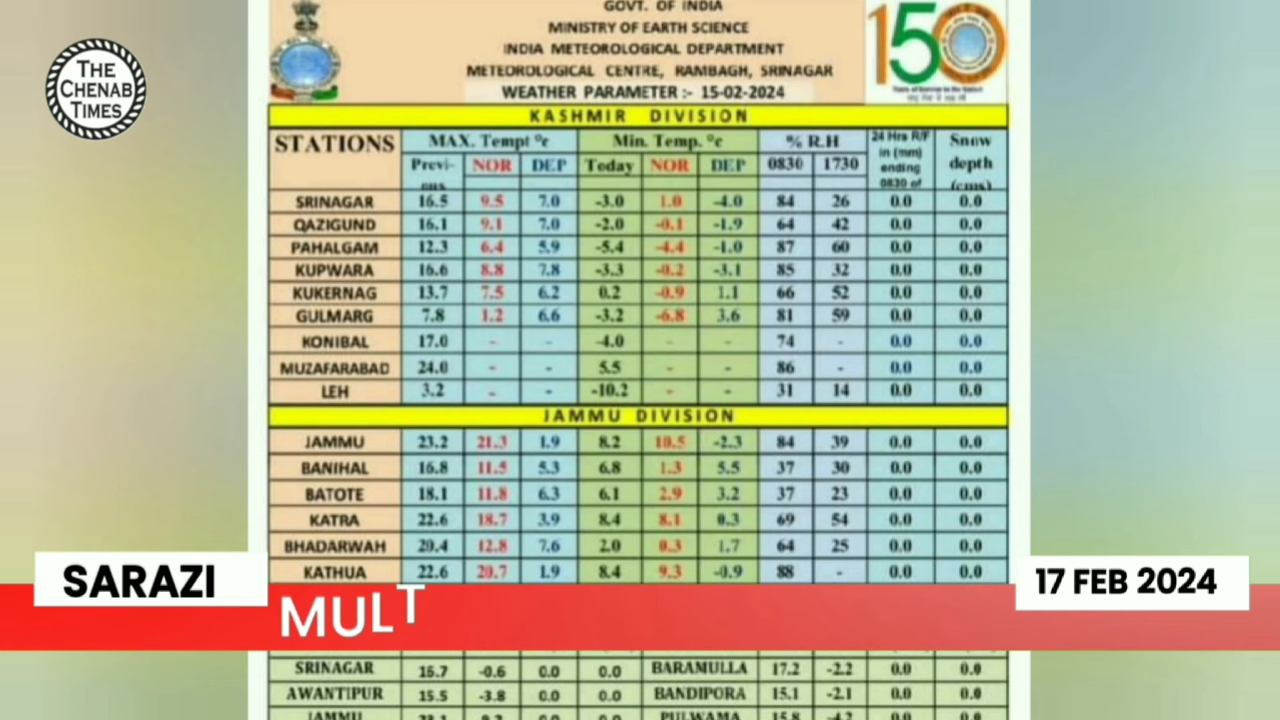 THE
CHENAB
TIMES
GOVT. OF INDIA
MINISTRY OF EARTH SCIENCE
INDIA METEOROLOGICAL DEPARTMENT
METEOROLOGICAL CENTRE, RAMBAGH, SRINAGAR
WEATHER PARAMETER :- 15-02-2024
150
KASHMIR DIVISION
STATIONS MAX. Tempt °c Min. Temp. °c % R.H 24 Hrs R/F in (mm) ending 0830 of Snow depth (cms)
Previ-ous NOR DEP Today NOR DEP 0830 1730
SRINAGAR 16.5 9.5 7.0 -3.0 1.0 -4.0 84 26 0.0 0.0
QAZIGUND 16.1 9.1 7.0 -2.0 -0.1 -1.9 64 42 0.0 0.0
PAHALGAM 12.3 6.4 5.9 -5.4 -4.4 -1.0 87 60 0.0 0.0
KUPWARA 16.6 8.8 7.8 -3.3 -0.2 -3.1 85 32 0.0 0.0
KUKERNAG 13.7 7.5 6.2 0.2 -0.9 1.1 66 52 0.0 0.0
GULMARG 7.8 1.2 6.6 -3.2 -6.8 3.6 81 59 0.0 0.0
KONIBAL 17.0 - - -4.0 - - 74 - 0.0 0.0
MUZAFARABAD 24.0 - - 5.5 - - 86 - 0.0 0.0
LEH 3.2 - - -10.2 - - 31 14 0.0 0.0
JAMMU DIVISION
JAMMU 23.2 21.3 1.9 8.2 10.5 -2.3 84 39 0.0 0.0
BANIHAL 16.8 11.5 5.3 6.8 1.3 5.5 37 30 0.0 0.0
BATOTE 18.1 11.8 6.3 6.1 2.9 3.2 37 23 0.0 0.0
KATRA 22.6 18.7 3.9 8.4 8.1 0.3 69 54 0.0 0.0
BHADARWAH 20.4 12.8 7.6 2.0 0.3 1.7 64 25 0.0 0.0
KATHUA 22.6 20.7 1.9 8.4 9.3 -0.9 88 - 0.0 0.0
SARAZI
17 FEB 2024
MULT
SRINAGAR 15.7 -0.6 0.0 0.0 BARAMULLA 17.2 -2.2 0.0 0.0
AWANTIPUR 15.5 -3.8 0.0 0.0 BANDIPORA 15.1 -2.1 0.0 0.0
JAMMU PULWAMA 15.8 -4.2 0.0 0.0